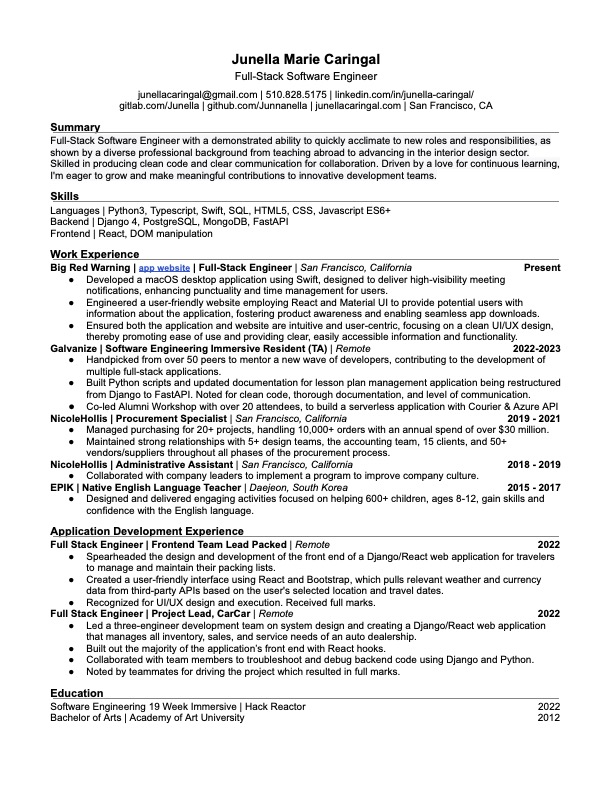 Junella Marie Caringal
Full-Stack Software Engineer
junellacaringal@gmail.com | 510.828.5175 | linkedin.com/in/junella-caringal/
gitlab.com/Junella | github.com/Junnanella | junellacaringal.com | San Francisco, CA
Summary
Full-Stack Software Engineer with a demonstrated ability to quickly acclimate to new roles and responsibilities, as
shown by a diverse professional background from teaching abroad to advancing in the interior design sector.
Skilled in producing clean code and clear communication for collaboration. Driven by a love for continuous learning,
I'm eager to grow and make meaningful contributions to innovative development teams.
Skills
Languages | Python3, Typescript, Swift, SQL, HTML5, CSS, Javascript ES6+
Backend | Django 4, PostgreSQL, MongoDB, FastAPI
Frontend | React, DOM manipulation
Work Experience
Big Red Warning | app website | Full-Stack Engineer | San Francisco, California Present
● Developed a macOS desktop application using Swift, designed to deliver high-visibility meeting
notifications, enhancing punctuality and time management for users.
● Engineered a user-friendly website employing React and Material UI to provide potential users with
information about the application, fostering product awareness and enabling seamless app downloads.
● Ensured both the application and website are intuitive and user-centric, focusing on a clean UI/UX design,
thereby promoting ease of use and providing clear, easily accessible information and functionality.
Galvanize | Software Engineering Immersive Resident (TA) | Remote 2022-2023
● Handpicked from over 50 peers to mentor a new wave of developers, contributing to the development of
multiple full-stacks applications.
● Built Python scripts and updated documentation for lesson plan management application being restructured
from Django to FastAPI. Noted for clean code, thorough documentation, and level of communication.
● Co-led Alumni Workshop with over 20 attendees, to build a serverless application with Courier & Azure API
NicoleHollis | Procurement Specialist | San Francisco, California 2019 - 2021
● Managed purchasing for 20+ projects, handling 10,000+ orders with an annual spend of over $30 million.
● Maintained strong relationships with 5+ design teams, the accounting team, 15 clients, and 50+
vendors/suppliers throughout all phases of the procurement process.
NicoleHollis | Administrative Assistant | San Francisco, California 2018 - 2019
● Collaborated with company leaders to implement a program to improve company culture.
EPIK | Native English Language Teacher | Daejeon, South Korea 2015 - 2017
● Designed and delivered engaging activities focused on helping 600+ children, ages 8-12, gain skills and
confidence with the English language.
Application Development Experience
Full Stack Engineer | Frontend Team Lead Packed | Remote 2022
● Spearheaded the design and development of the front end of a Django/React web application for travelers
to manage and maintain their packing lists.
● Created a user-friendly interface using React and Bootstrap, which pulls relevant weather and currency
data from third-party APIs based on the user's selected location and travel dates.
● Recognized for UI/UX design and execution. Received full marks.
Full Stack Engineer | Project Lead, CarCar | Remote 2022
● Led a three-engineer development team on system design and creating a Django/React web application
that manages all inventory, sales, and service needs of an auto dealership.
● Built out the majority of the application's front end with React hooks.
● Collaborated with team members to troubleshoot and debug backend code using Django and Python.
● Noted by teammates for driving the project which resulted in full marks.
Education
Software Engineering 19 Week Immersive | Hack Reactor 2022
Bachelor of Arts | Academy of Art University 2012